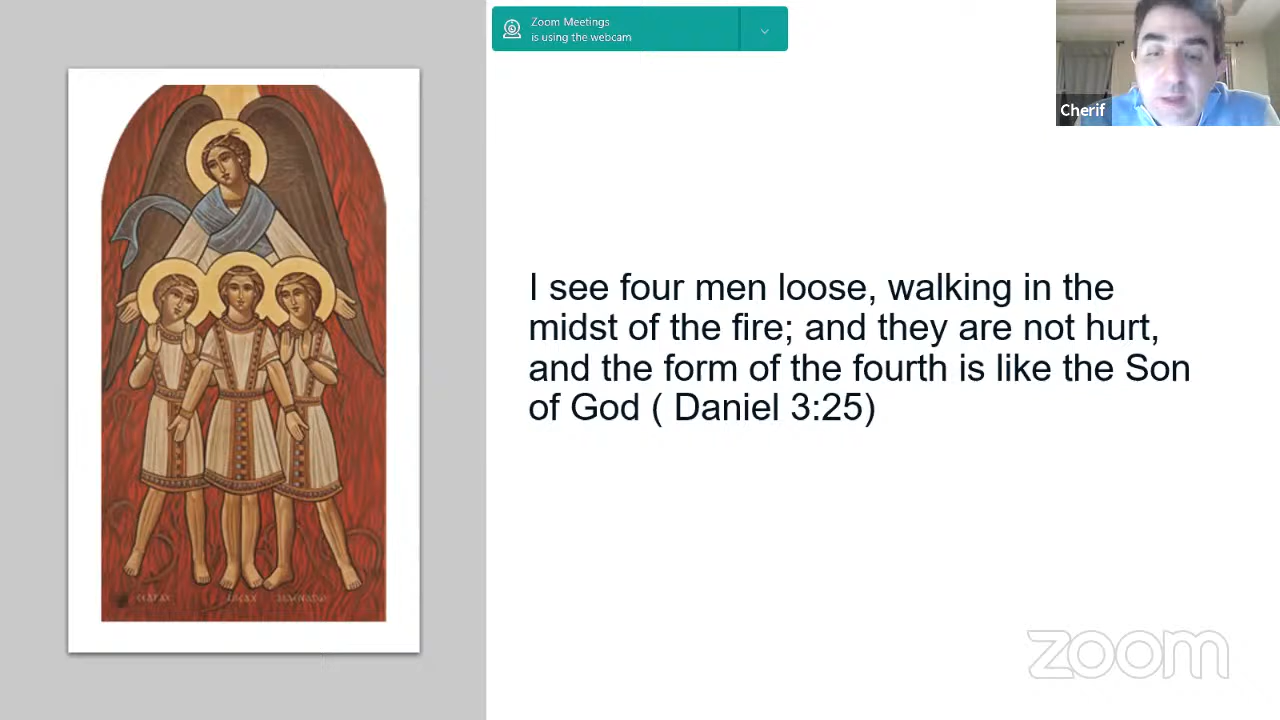 Zoom Meetings
is using the webcam
Cherif
I see four men loose, walking in the
midst of the fire; and they are not hurt,
and the form of the fourth is like the Son
of God ( Daniel 3:25)
zoom